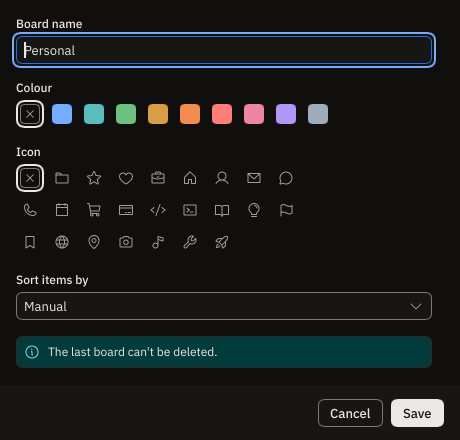 Board name
Personal
Colour
Icon
Sort items by
Manual
The last board can't be deleted.
Cancel
Save